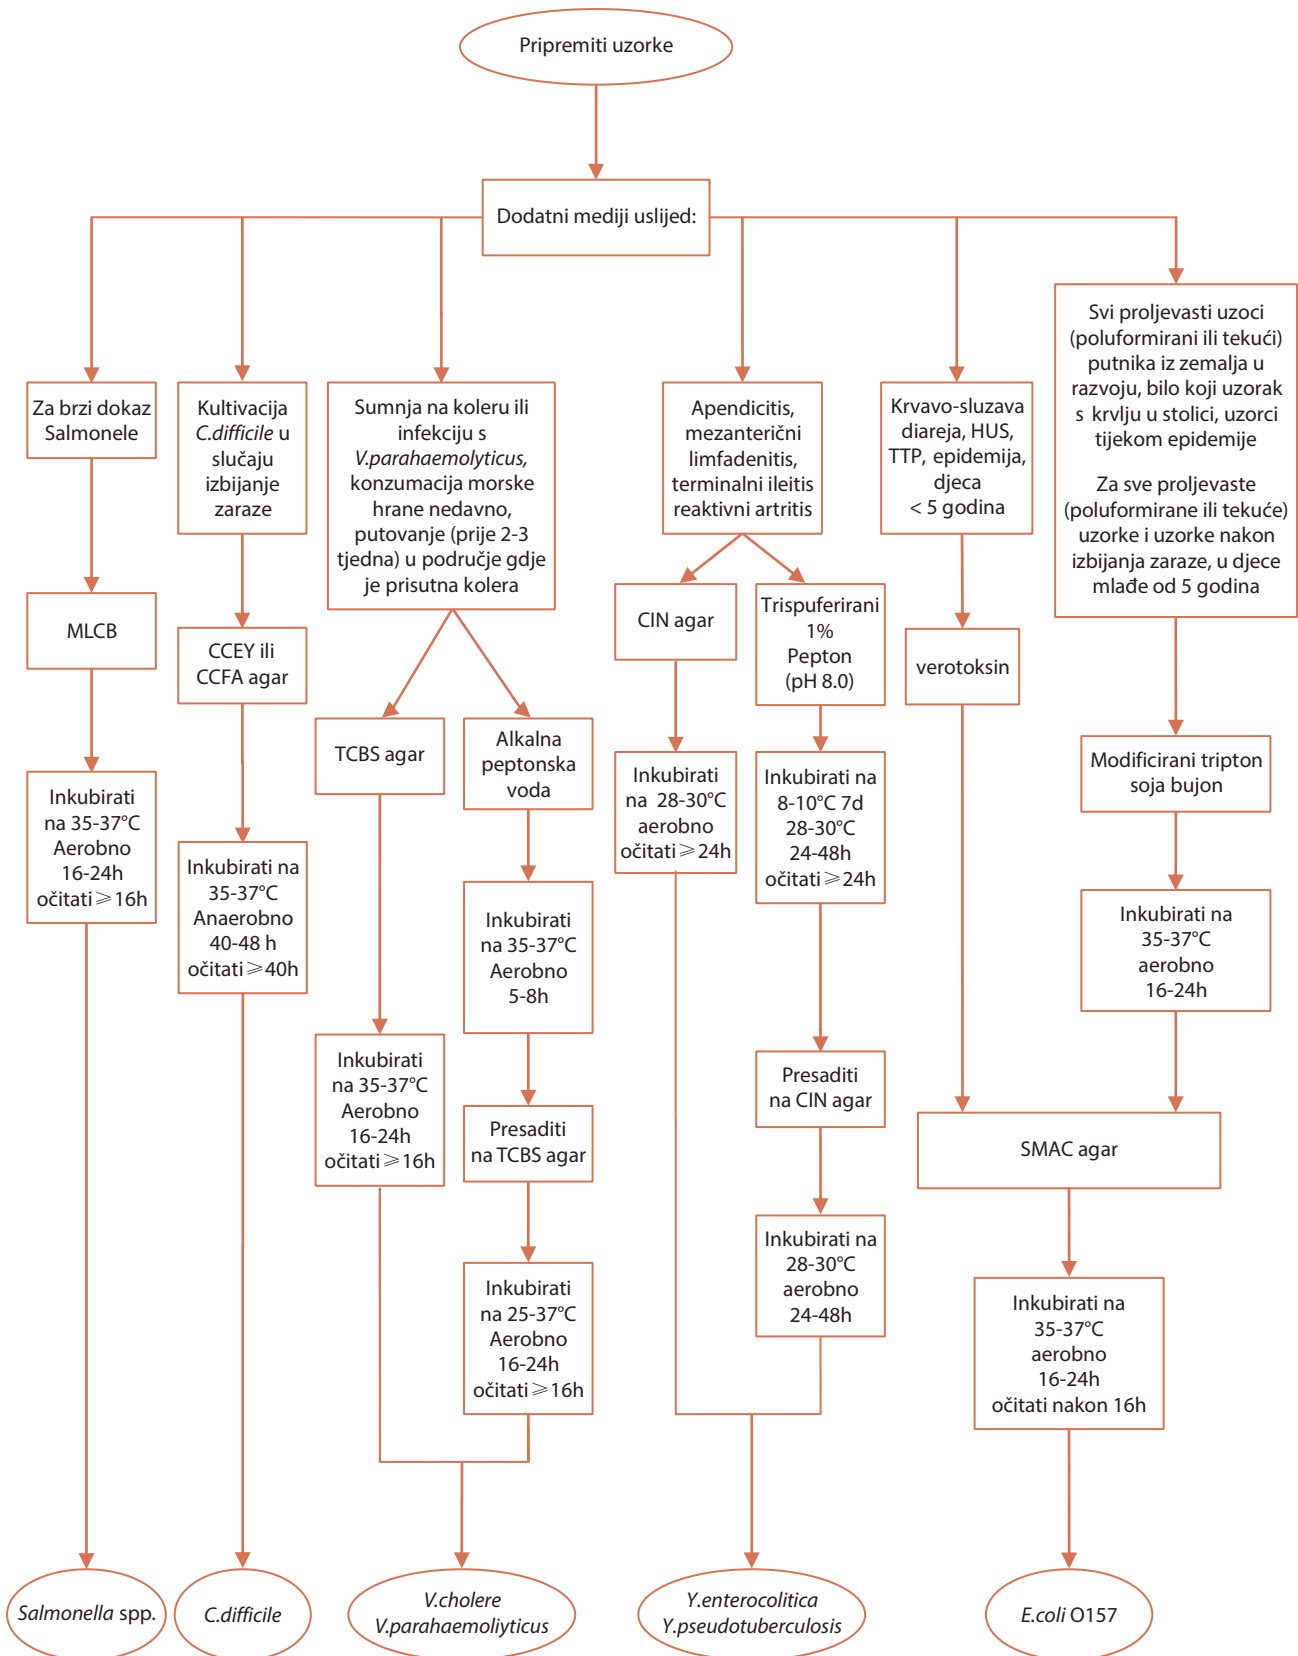 Pripremiti uzorke
Dodatni mediji uslijed:
Za brzi dokaz
Salmonele
MLCB
Inkubirati
na 35-37°C
Aerobno
16-24h
očitati ⩾ 16h
Salmonella spp.
Kultivacija
C.difficile u
slučaju
izbijanje
zaraze
CCEY ili
CCFA agar
Inkubirati na
35-37°C
Anaerobno
40-48 h
očitati ⩾ 40h
C.difficile
Sumnja na koleru ili
infekciju s
V.parahaemolyticus,
konzumacija morske
hrane nedavno,
putovanje (prije 2-3
tjedna) u područje gdje
je prisutna kolera
TCBS agar
Inkubirati
na 35-37°C
Aerobno
16-24h
očitati ⩾ 16h
Alkalna
peptonska
voda
Inkubirati
na 35-37°C
Aerobno
5-8h
Presaditi
na TCBS agar
Inkubirati
na 25-37°C
Aerobno
16-24h
očitati ⩾ 16h
V.cholere
V.parahaemoliyticus
Apendicitis,
mezanterični
limfadenitis,
terminalni ileitis
reaktivni artritis
CIN agar
Inkubirati
na 28-30°C
aerobno
očitati ⩾ 24h
Trispuferirani
1%
Pepton
(pH 8.0)
Inkubirati na
8-10°C 7d
28-30°C
24-48h
očitati ⩾ 24h
Presaditi
na CIN agar
Inkubirati na
28-30°C
aerobno
24-48h
Y.enterocolitica
Y.pseudotuberculosis
Krvavo-sluzava
diareja, HUS,
TTP, epidemija,
djeca
< 5 godina
verotoksin
Svi proljevasti uzoci
(poluformirani ili tekući)
putnika iz zemalja u
razvoju, bilo koji uzorak
s krvlju u stolici, uzorci
tijekom epidemije
Za sve proljevaste
(poluformirane ili tekuće)
uzorke i uzorke nakon
izbijanja zaraze, u djece
mlađe od 5 godina
Modificirani tripton
soja bujon
Inkubirati na
35-37°C
aerobno
16-24h
SMAC agar
Inkubirati na
35-37°C
aerobno
16-24h
očitati nakon 16h
E.coli O157